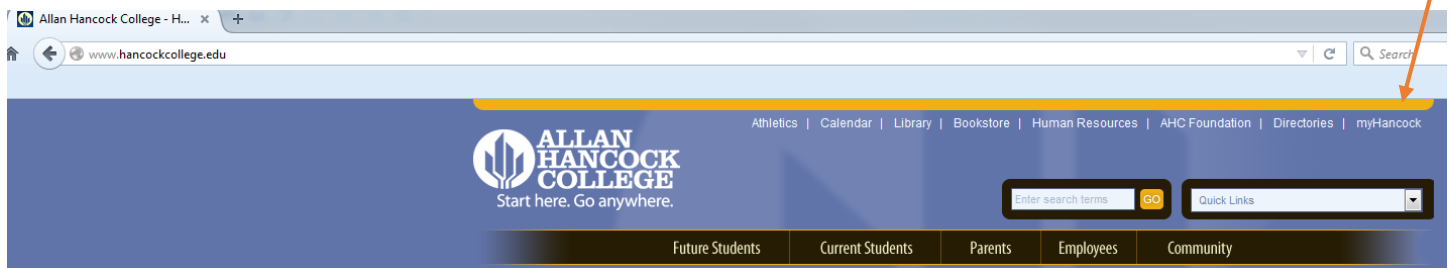 Allan Hancock College - H... × +
www.hancockcollege.edu
Search
Athletics | Calendar | Library | Bookstore | Human Resources | AHC Foundation | Directories | myHancock
ALLAN
HANCOCK
COLLEGE
Start here. Go anywhere.
Enter search terms GO Quick Links
Future Students Current Students Parents Employees Community